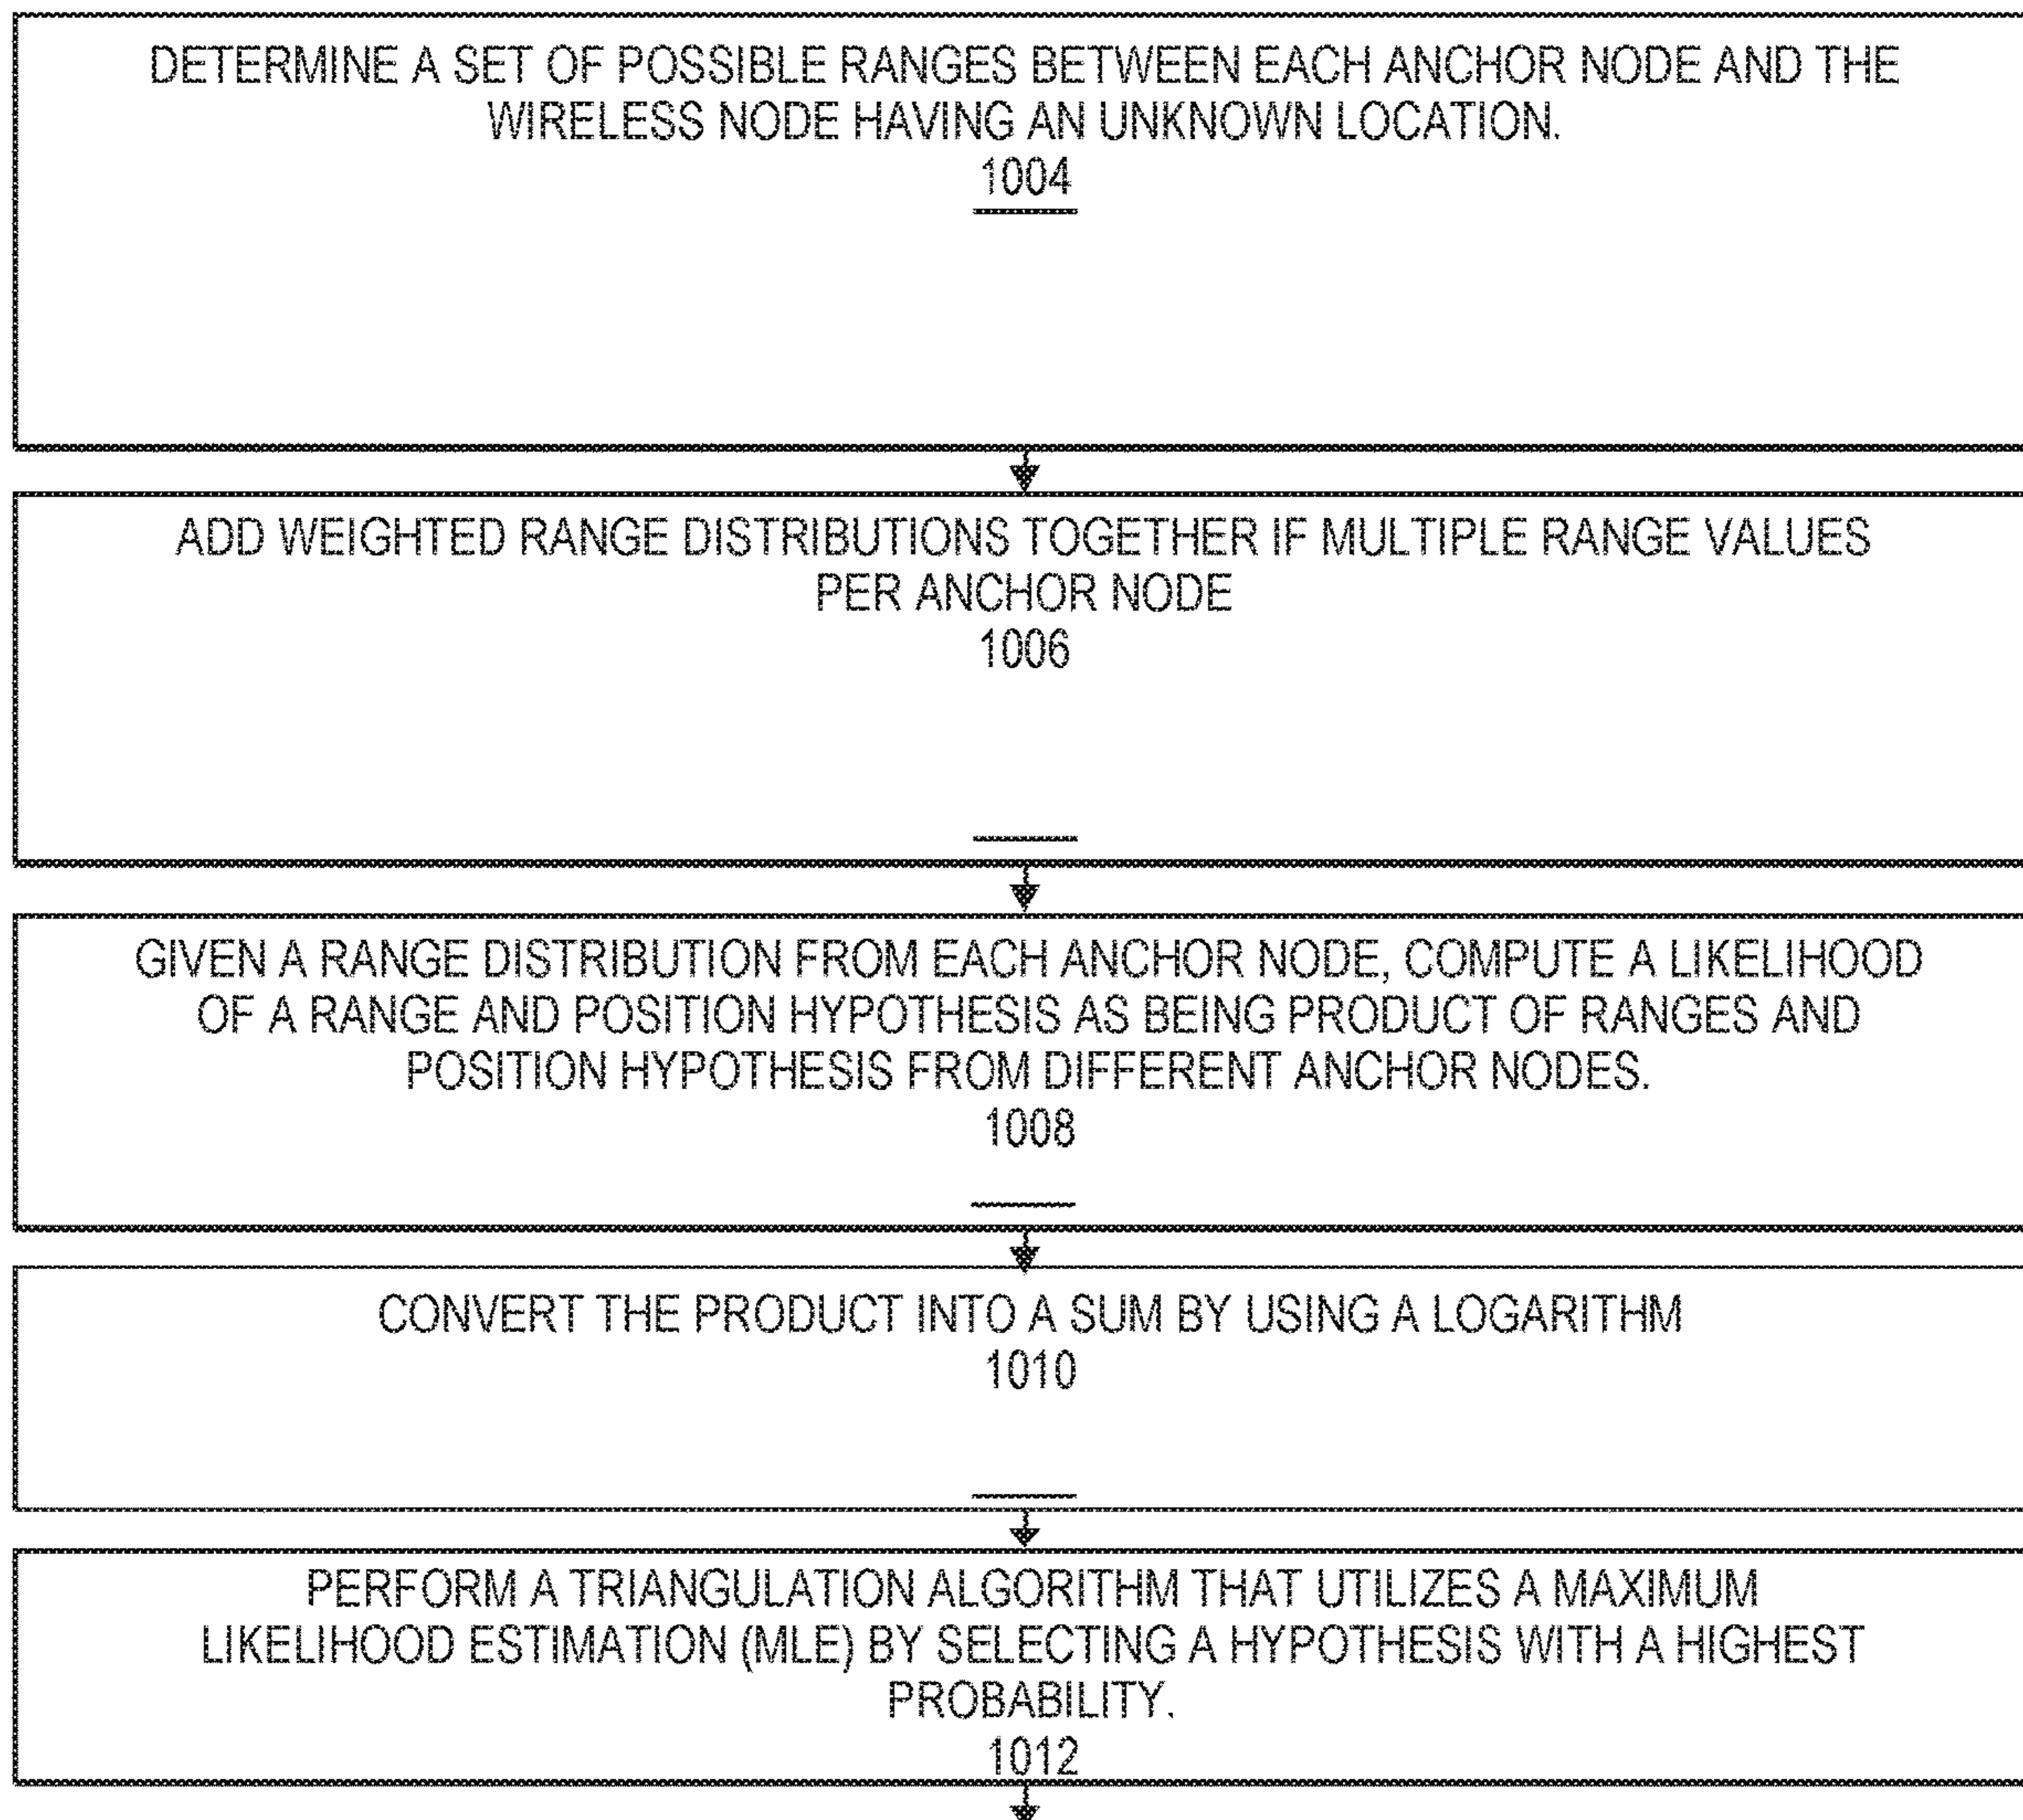 DETERMINE A SET OF POSSIBLE RANGES BETWEEN EACH ANCHOR NODE AND THE
WIRELESS NODE HAVING AN UNKNOWN LOCATION.
1004
ADD WEIGHTED RANGE DISTRIBUTIONS TOGETHER IF MULTIPLE RANGE VALUES
PER ANCHOR NODE
1006
GIVEN A RANGE DISTRIBUTION FROM EACH ANCHOR NODE, COMPUTE A LIKELIHOOD
OF A RANGE AND POSITION HYPOTHESIS AS BEING PRODUCT OF RANGES AND
POSITION HYPOTHESIS FROM DIFFERENT ANCHOR NODES.
1008
CONVERT THE PRODUCT INTO A SUM BY USING A LOGARITHM
1010
PERFORM A TRIANGULATION ALGORITHM THAT UTILIZES A MAXIMUM
LIKELIHOOD ESTIMATION (MLE) BY SELECTING A HYPOTHESIS WITH A HIGHEST
PROBABILITY.
1012